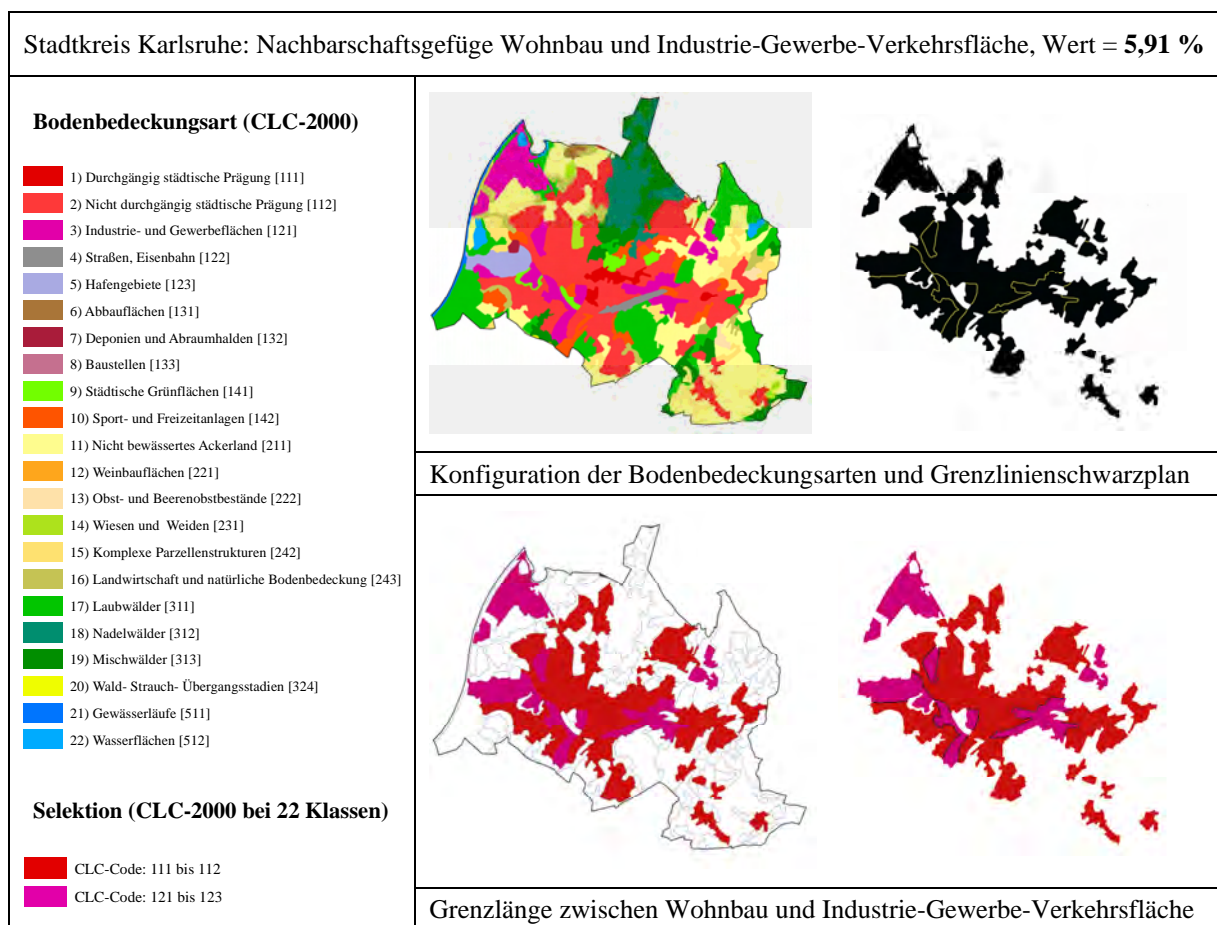 Stadtkreis Karlsruhe: Nachbarschaftsgefüge Wohnbau und Industrie-Gewerbe-Verkehrsfläche, Wert = 5,91 %
Bodenbedeckungsart (CLC-2000)
1) Durchgängig städtische Prägung [111]
2) Nicht durchgängig städtische Prägung [112]
3) Industrie- und Gewerbeflächen [121]
4) Straßen, Eisenbahn [122]
5) Hafengebiete [123]
6) Abbauflächen [131]
7) Deponien und Abraumhalden [132]
8) Baustellen [133]
9) Städtische Grünflächen [141]
10) Sport- und Freizeitanlagen [142]
11) Nicht bewässertes Ackerland [211]
12) Weinbauflächen [221]
13) Obst- und Beerenobstbestände [222]
14) Wiesen und Weiden [231]
15) Komplexe Parzellenstrukturen [242]
16) Landwirtschaft und natürliche Bodenbedeckung [243]
17) Laubwälder [311]
18) Nadelwälder [312]
19) Mischwälder [313]
20) Wald- Strauch- Übergangsstadien [324]
21) Gewässerläufe [511]
22) Wasserflächen [512]
Selektion (CLC-2000 bei 22 Klassen)
CLC-Code: 111 bis 112
CLC-Code: 121 bis 123
Konfiguration der Bodenbedeckungsarten und Grenzlinienschwarzplan
Grenzlänge zwischen Wohnbau und Industrie-Gewerbe-Verkehrsfläche